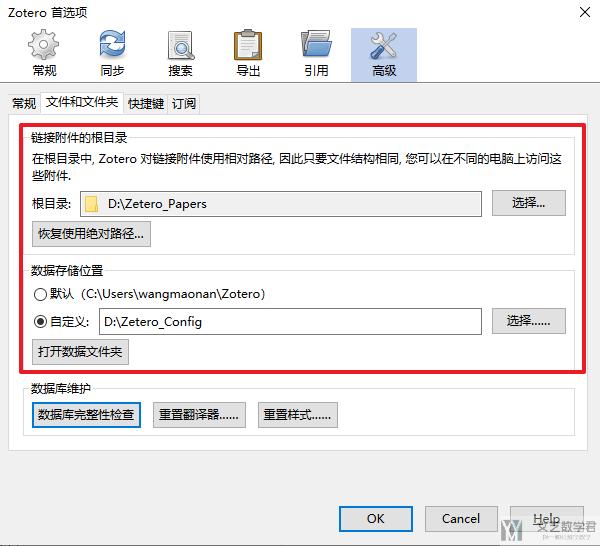 Zotero 首选项
常规 同步 搜索 导出 引用 高级
常规 文件和文件夹 快捷键 订阅
链接附件的根目录
在根目录中, Zotero 对链接附件使用相对路径, 因此只要文件结构相同, 您可以在不同的电脑上访问这
些附件.
根目录: D:\Zetero_Papers 选择...
恢复使用绝对路径...
数据存储位置
默认（C:\Users\wangmaonan\Zotero）
自定义: D:\Zetero_Config 选择......
打开数据文件夹
数据库维护
数据库完整性检查 重置翻译器...... 重置样式......
OK Cancel Help
文艺数学君